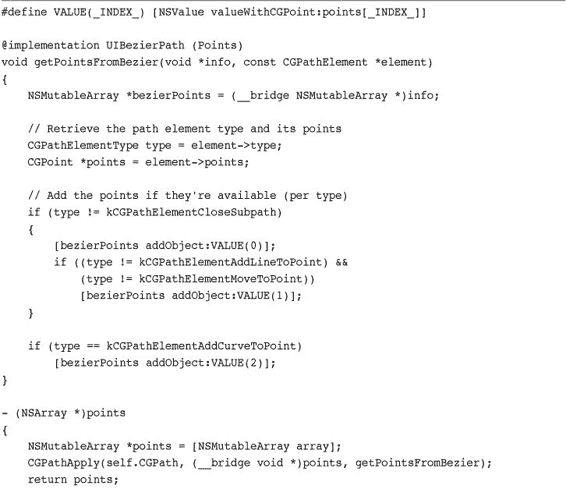 #define VALUE(_INDEX_) [NSValue valueWithCGPoint:points[_INDEX_]]
@implementation UIBezierPath (Points)
void getPointsFromBezier(void *info, const CGPathElement *element)
{
    NSMutableArray *bezierPoints = (__bridge NSMutableArray *)info;
    // Retrieve the path element type and its points
    CGPathElementType type = element->type;
    CGPoint *points = element->points;
    // Add the points if they're available (per type)
    if (type != kCGPathElementCloseSubpath)
    {
        [bezierPoints addObject:VALUE(0)];
        if ((type != kCGPathElementAddLineToPoint) &&
            (type != kCGPathElementMoveToPoint))
            [bezierPoints addObject:VALUE(1)];
    }
    if (type == kCGPathElementAddCurveToPoint)
        [bezierPoints addObject:VALUE(2)];
}
- (NSArray *)points
{
    NSMutableArray *points = [NSMutableArray array];
    CGPathApply(self.CGPath, (__bridge void *)points, getPointsFromBezier);
    return points;